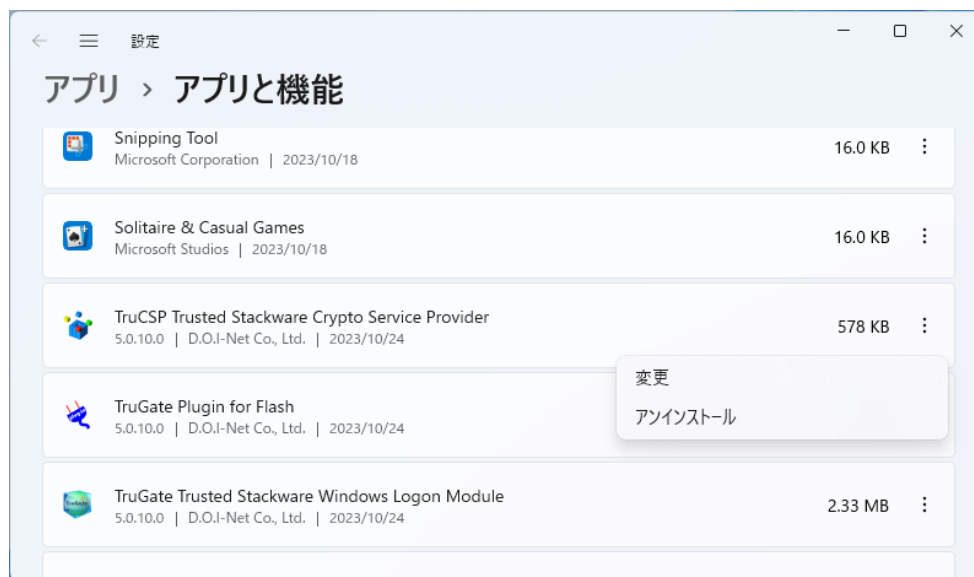 設定
アプリ › アプリと機能
Snipping Tool
Microsoft Corporation | 2023/10/18
16.0 KB
Solitaire & Casual Games
Microsoft Studios | 2023/10/18
16.0 KB
TruCSP Trusted Stackware Crypto Service Provider
5.0.10.0 | D.O.I-Net Co., Ltd. | 2023/10/24
578 KB
変更
アンインストール
TruGate Plugin for Flash
5.0.10.0 | D.O.I-Net Co., Ltd. | 2023/10/24
TruGate Trusted Stackware Windows Logon Module
5.0.10.0 | D.O.I-Net Co., Ltd. | 2023/10/24
2.33 MB